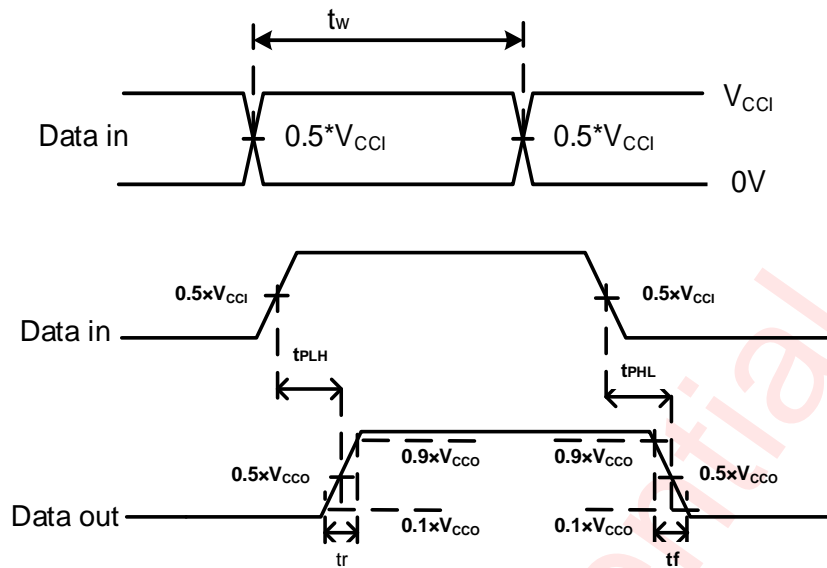 tW
VCCI
Data in
0.5*VCCI
0.5*VCCI
0V
0.5×VCCI
0.5×VCCI
Data in
tPLH
tPHL
0.5×VCCO
0.9×VCCO
0.9×VCCO
0.5×VCCO
Data out
0.1×VCCO
0.1×VCCO
tr
tf
ential